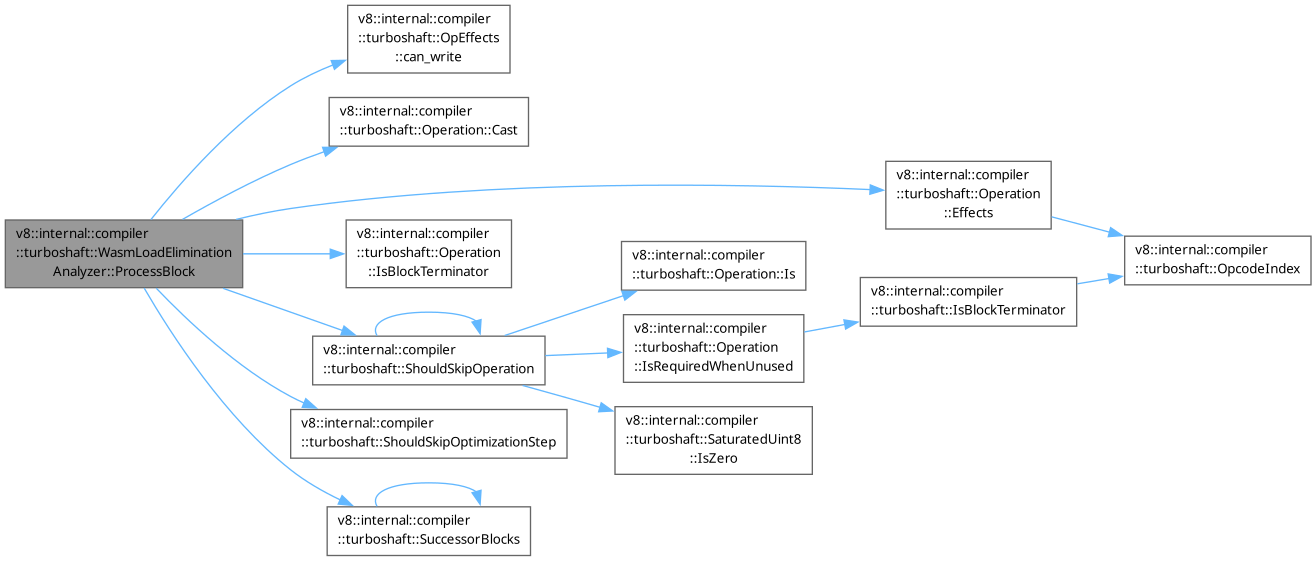 v8::internal::compiler
::turboshaft::OpEffects
::can_write
v8::internal::compiler
::turboshaft::Operation::Cast
v8::internal::compiler
::turboshaft::Operation
::Effects
v8::internal::compiler
::turboshaft::WasmLoadElimination
Analyzer::ProcessBlock
v8::internal::compiler
::turboshaft::Operation
::IsBlockTerminator
v8::internal::compiler
::turboshaft::Operation::Is
v8::internal::compiler
::turboshaft::OpcodeIndex
v8::internal::compiler
::turboshaft::IsBlockTerminator
v8::internal::compiler
::turboshaft::ShouldSkipOperation
v8::internal::compiler
::turboshaft::Operation
::IsRequiredWhenUnused
v8::internal::compiler
::turboshaft::ShouldSkipOptimizationStep
v8::internal::compiler
::turboshaft::SaturatedUint8
::IsZero
v8::internal::compiler
::turboshaft::SuccessorBlocks